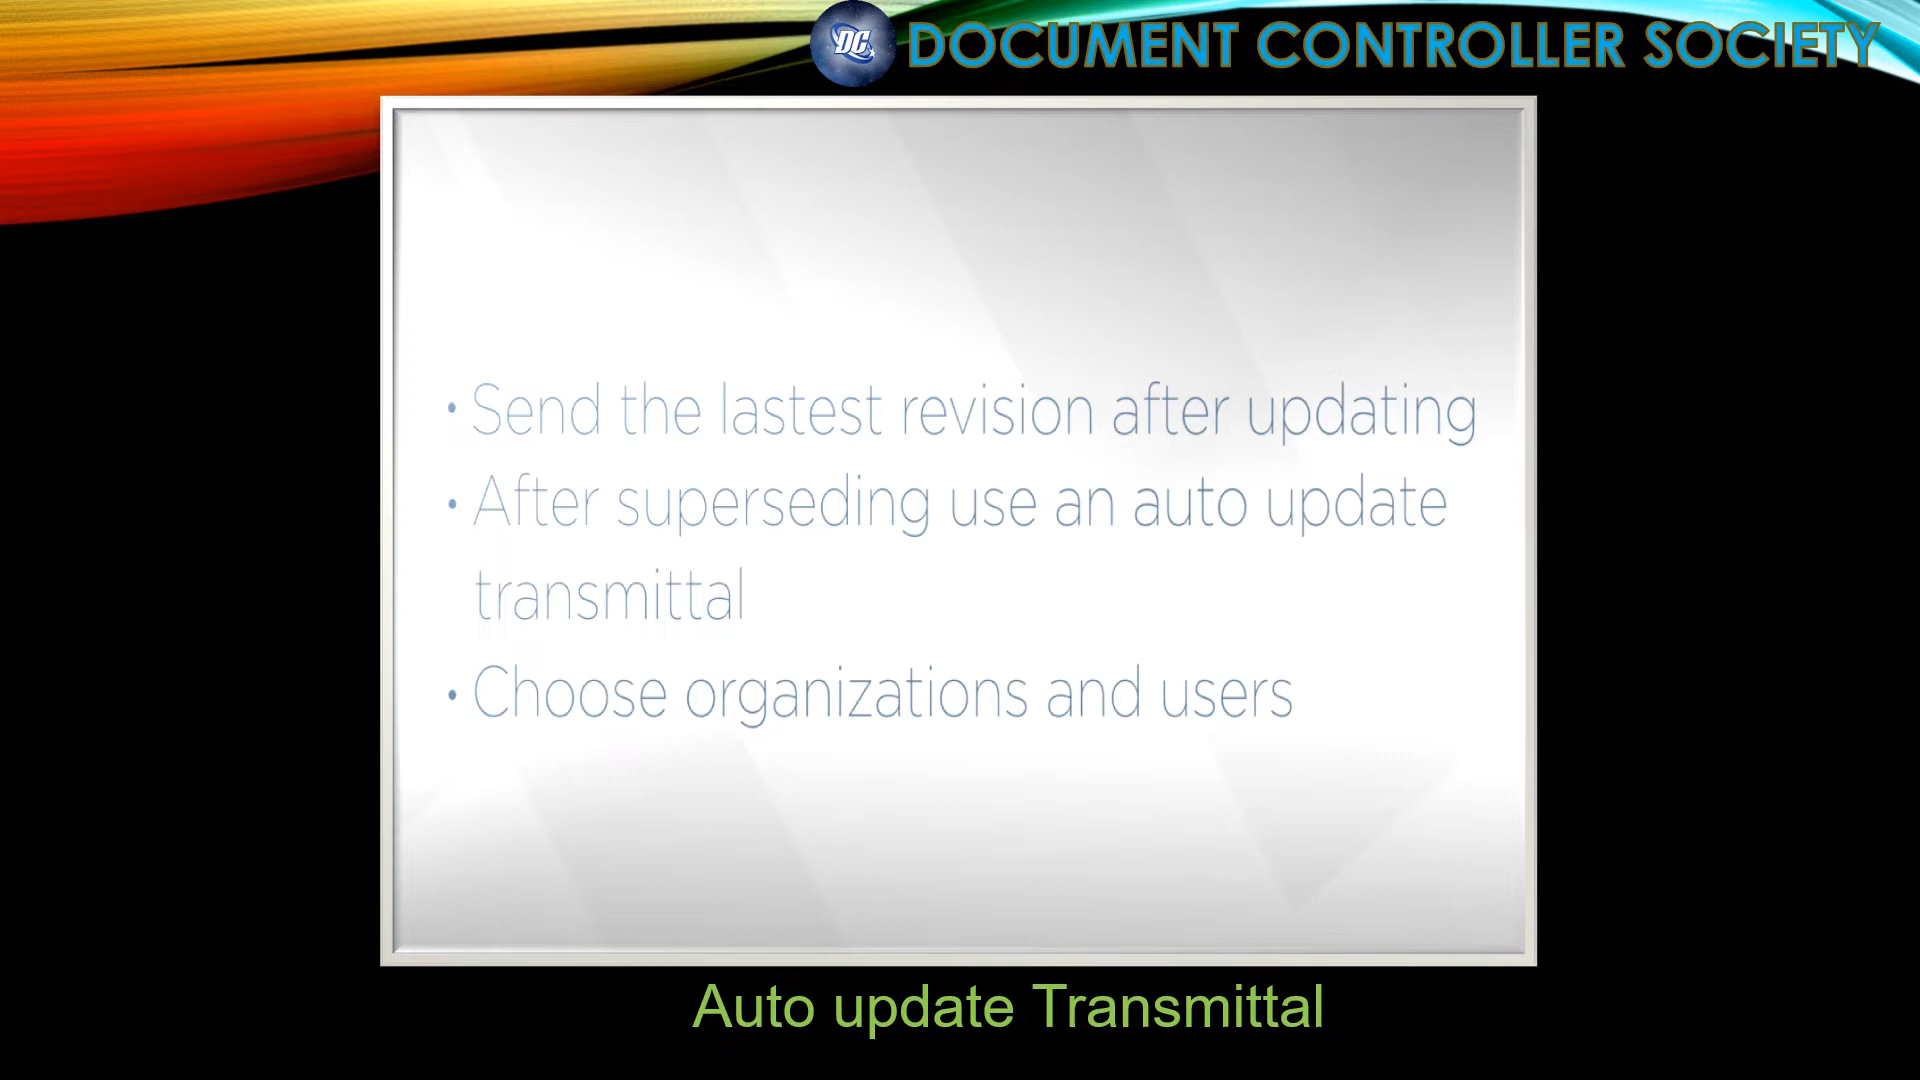 DC DOCUMENT CONTROLLER SOCIETY
• Send the lastest revision after updating
• After superseding use an auto update
transmittal
• Choose organizations and users
Auto update Transmittal